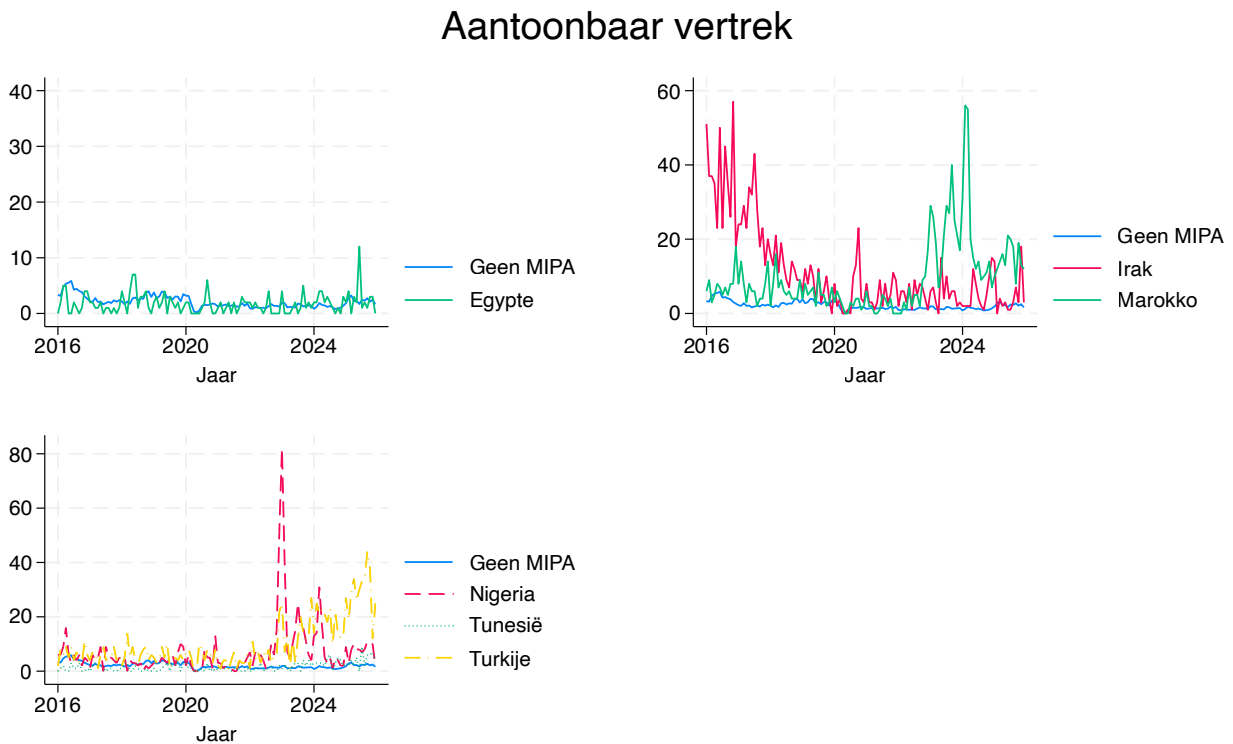 Aantoonbaar vertrek
40
30
20
10
0
2016 2020 2024
Jaar
Geen MIPA
Egypte
60
40
20
0
2016 2020 2024
Jaar
Geen MIPA
Irak
Marokko
80
60
40
20
0
2016 2020 2024
Jaar
Geen MIPA
Nigeria
Tunesië
Turkije